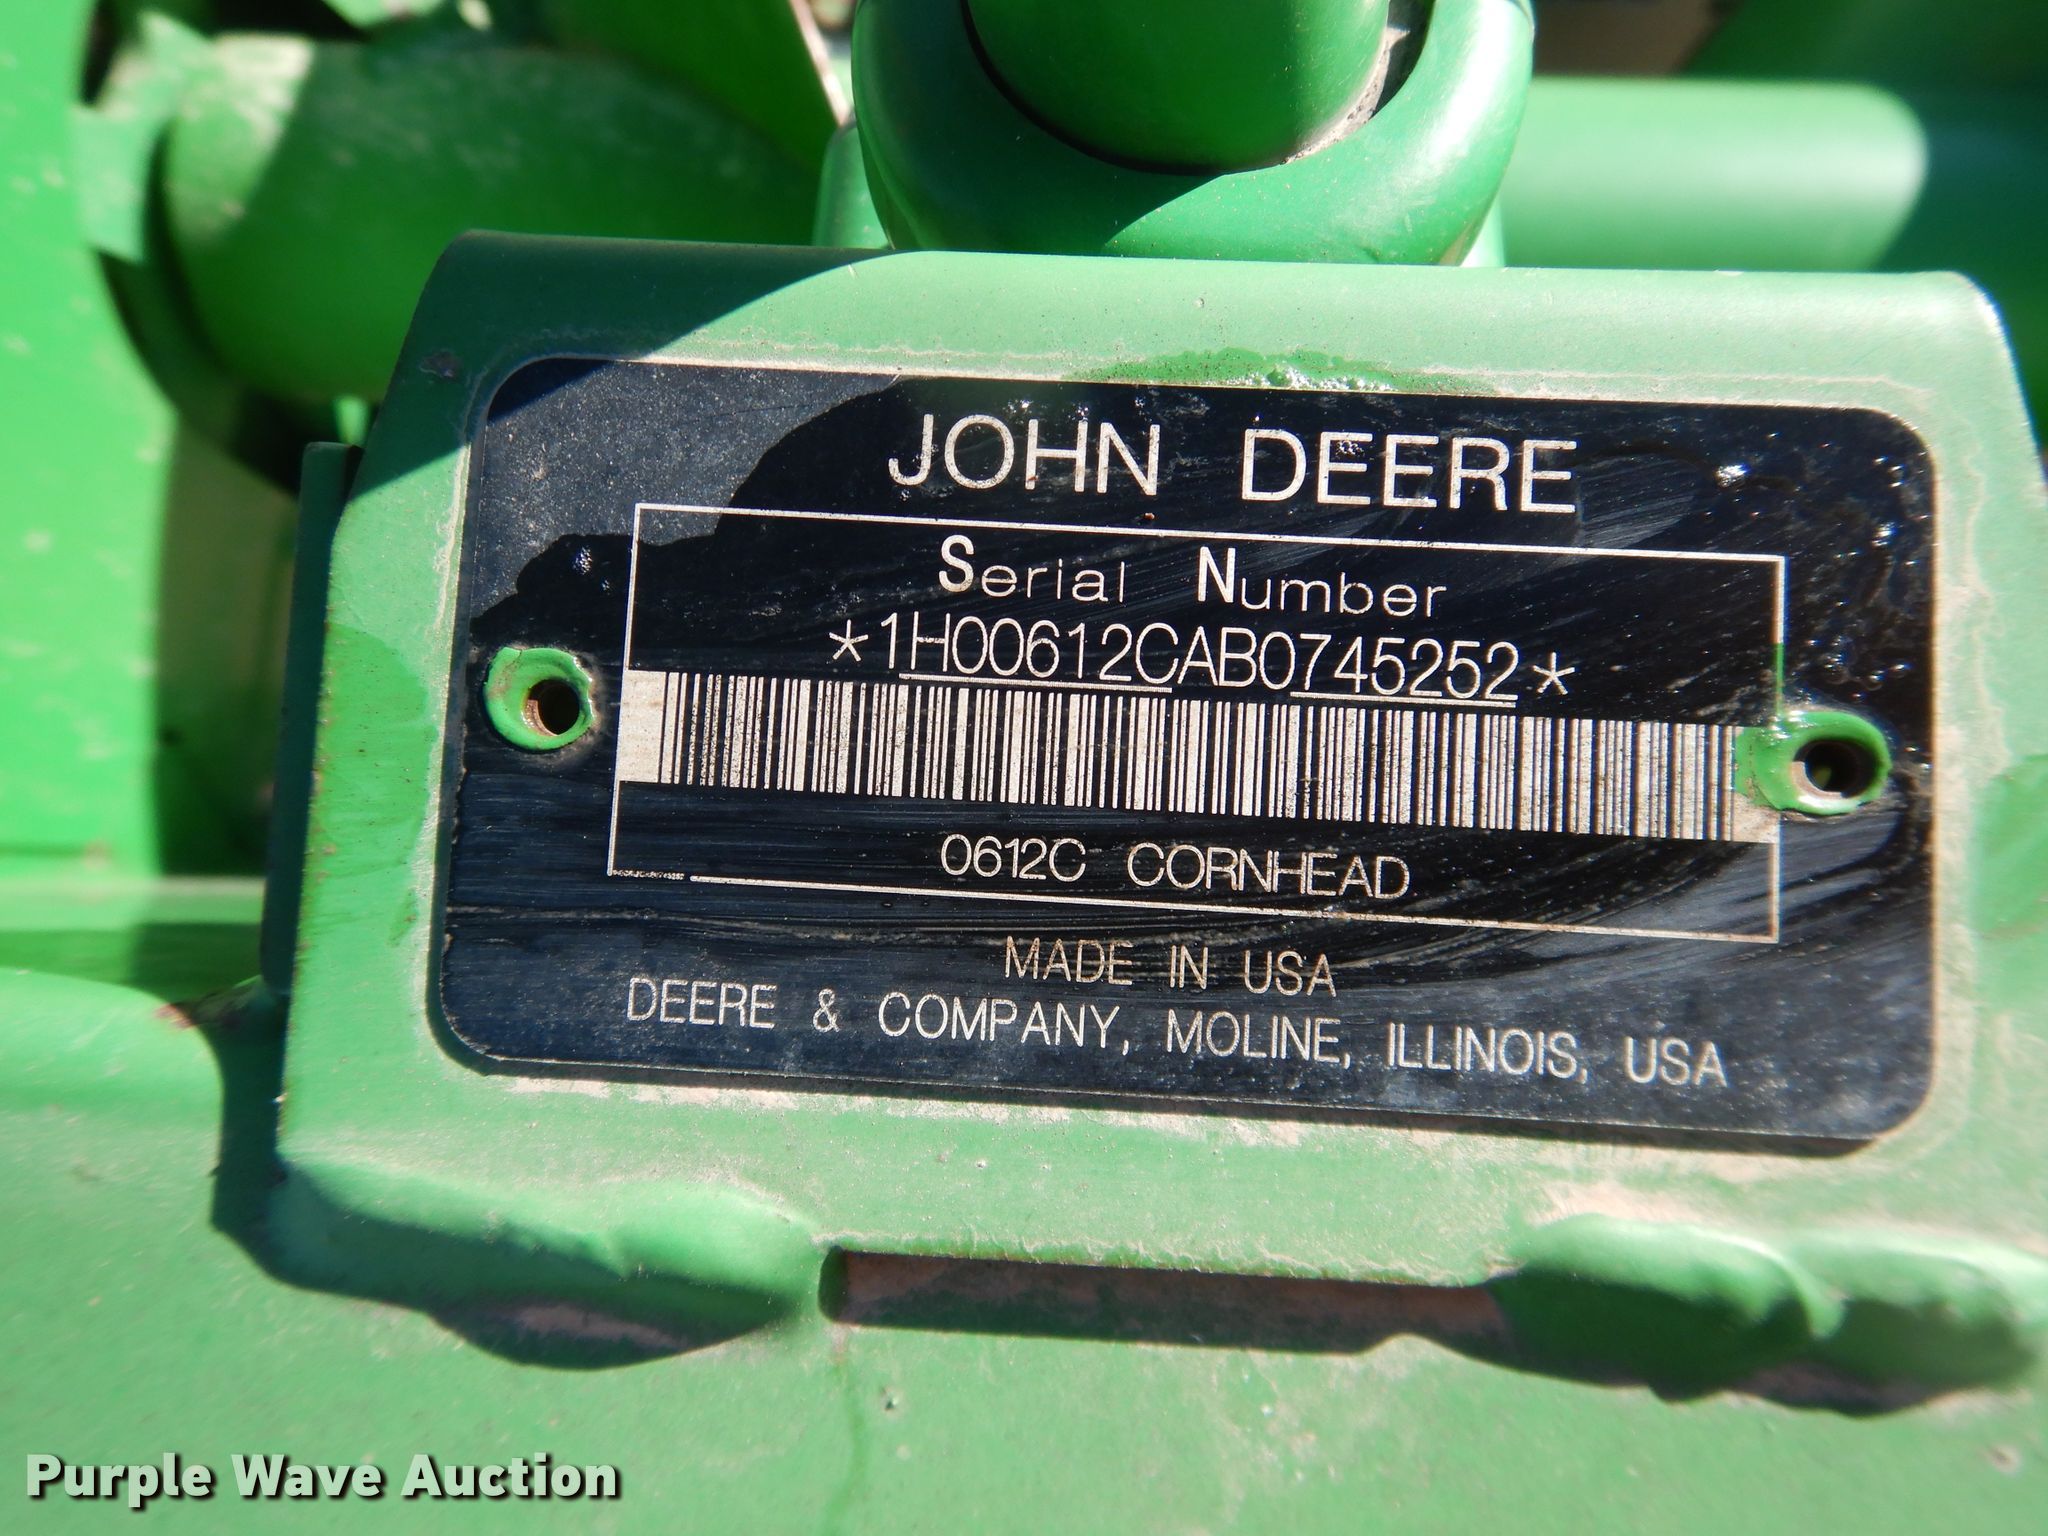 JOHN DEERE
Serial Number
*1H00612CAB0745252*
0612C CORNHEAD
MADE IN USA
DEERE & COMPANY, MOLINE, ILLINOIS, USA
Purple Wave Auction